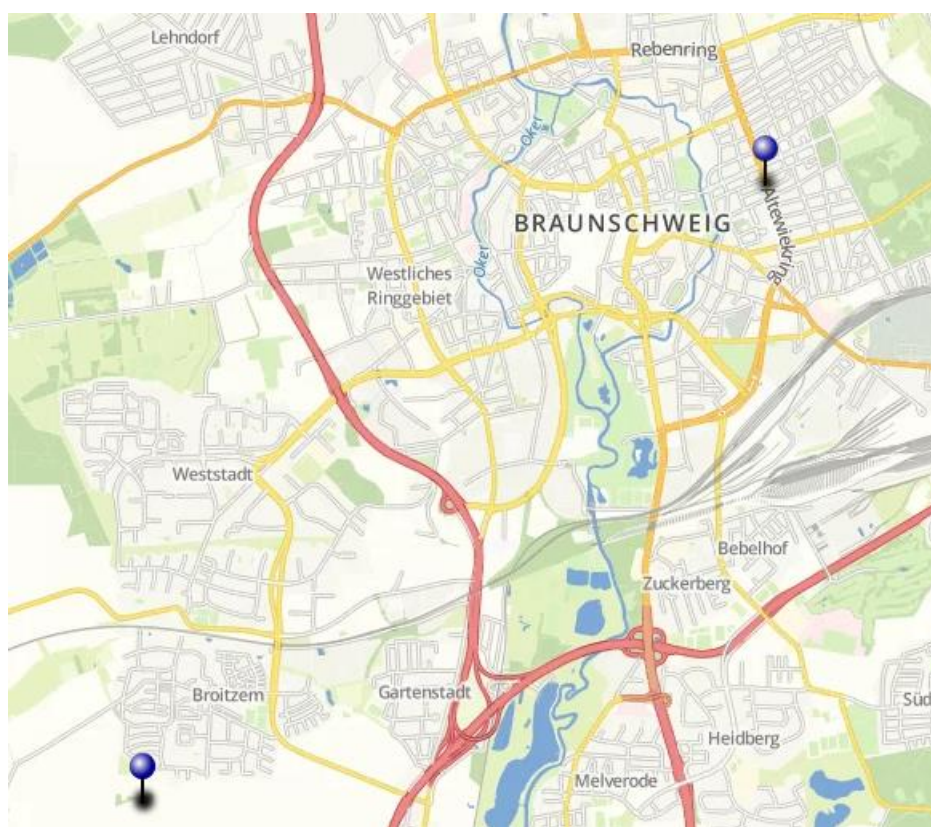 Lehndorf
Rebenring
Oker
Altewiekring
BRAUNSCHWEIG
Oker
Westliches
Ringgebiet
Weststadt
Bebelhof
Zuckerberg
Broitzem
Gartenstadt
Süd
Heidberg
Melverode